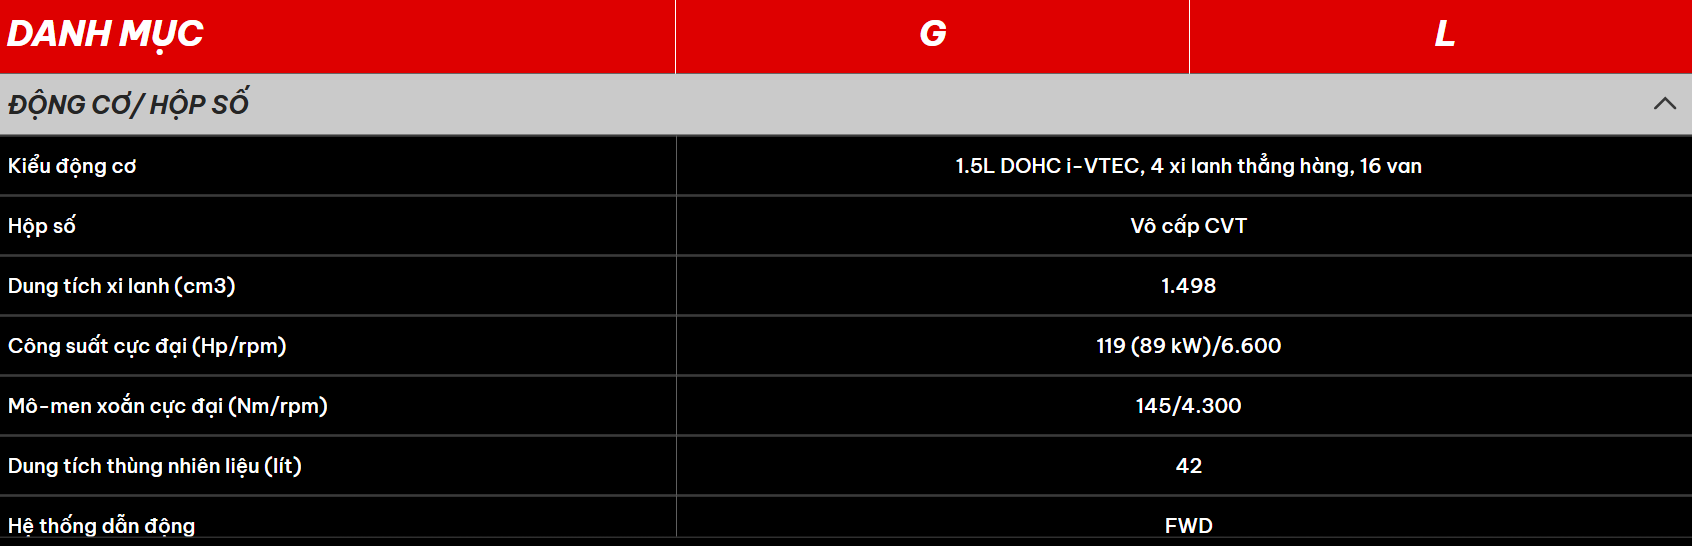 DANH MỤC G L
ĐỘNG CƠ/ HỘP SỐ
Kiểu động cơ 1.5L DOHC i-VTEC, 4 xi lanh thẳng hàng, 16 van
Hộp số Vô cấp CVT
Dung tích xi lanh (cm3) 1.498
Công suất cực đại (Hp/rpm) 119 (89 kW)/6.600
Mô-men xoắn cực đại (Nm/rpm) 145/4.300
Dung tích thùng nhiên liệu (lít) 42
Hệ thống dẫn động FWD